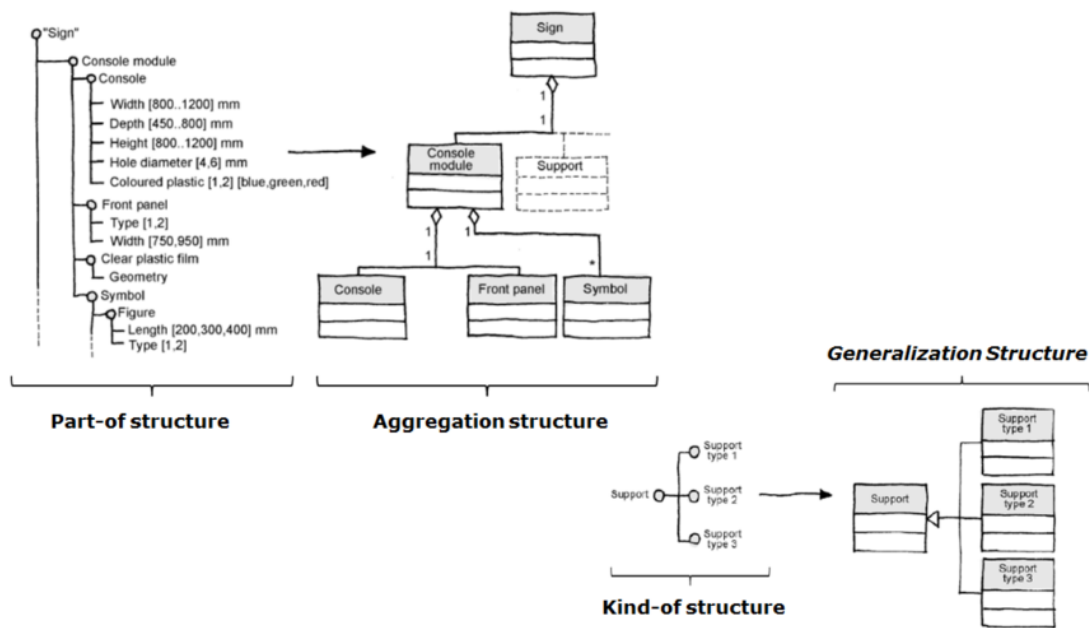 "Sign"
Console module
Console
Width [800..1200] mm
Depth [450..800] mm
Height [800..1200] mm
Hole diameter [4,6] mm
Coloured plastic [1,2] [blue,green,red]
Front panel
Type [1,2]
Width [750,950] mm
Clear plastic film
Geometry
Symbol
Figure
Length [200,300,400] mm
Type [1,2]
Part-of structure
Sign
1
1
Console
module
Support
1
1
1
*
Console
Front panel
Symbol
Aggregation structure
Support
Support
type 1
Support
type 2
Support
type 3
Kind-of structure
Generalization Structure
Support
Support
type 1
Support
type 2
Support
type 3